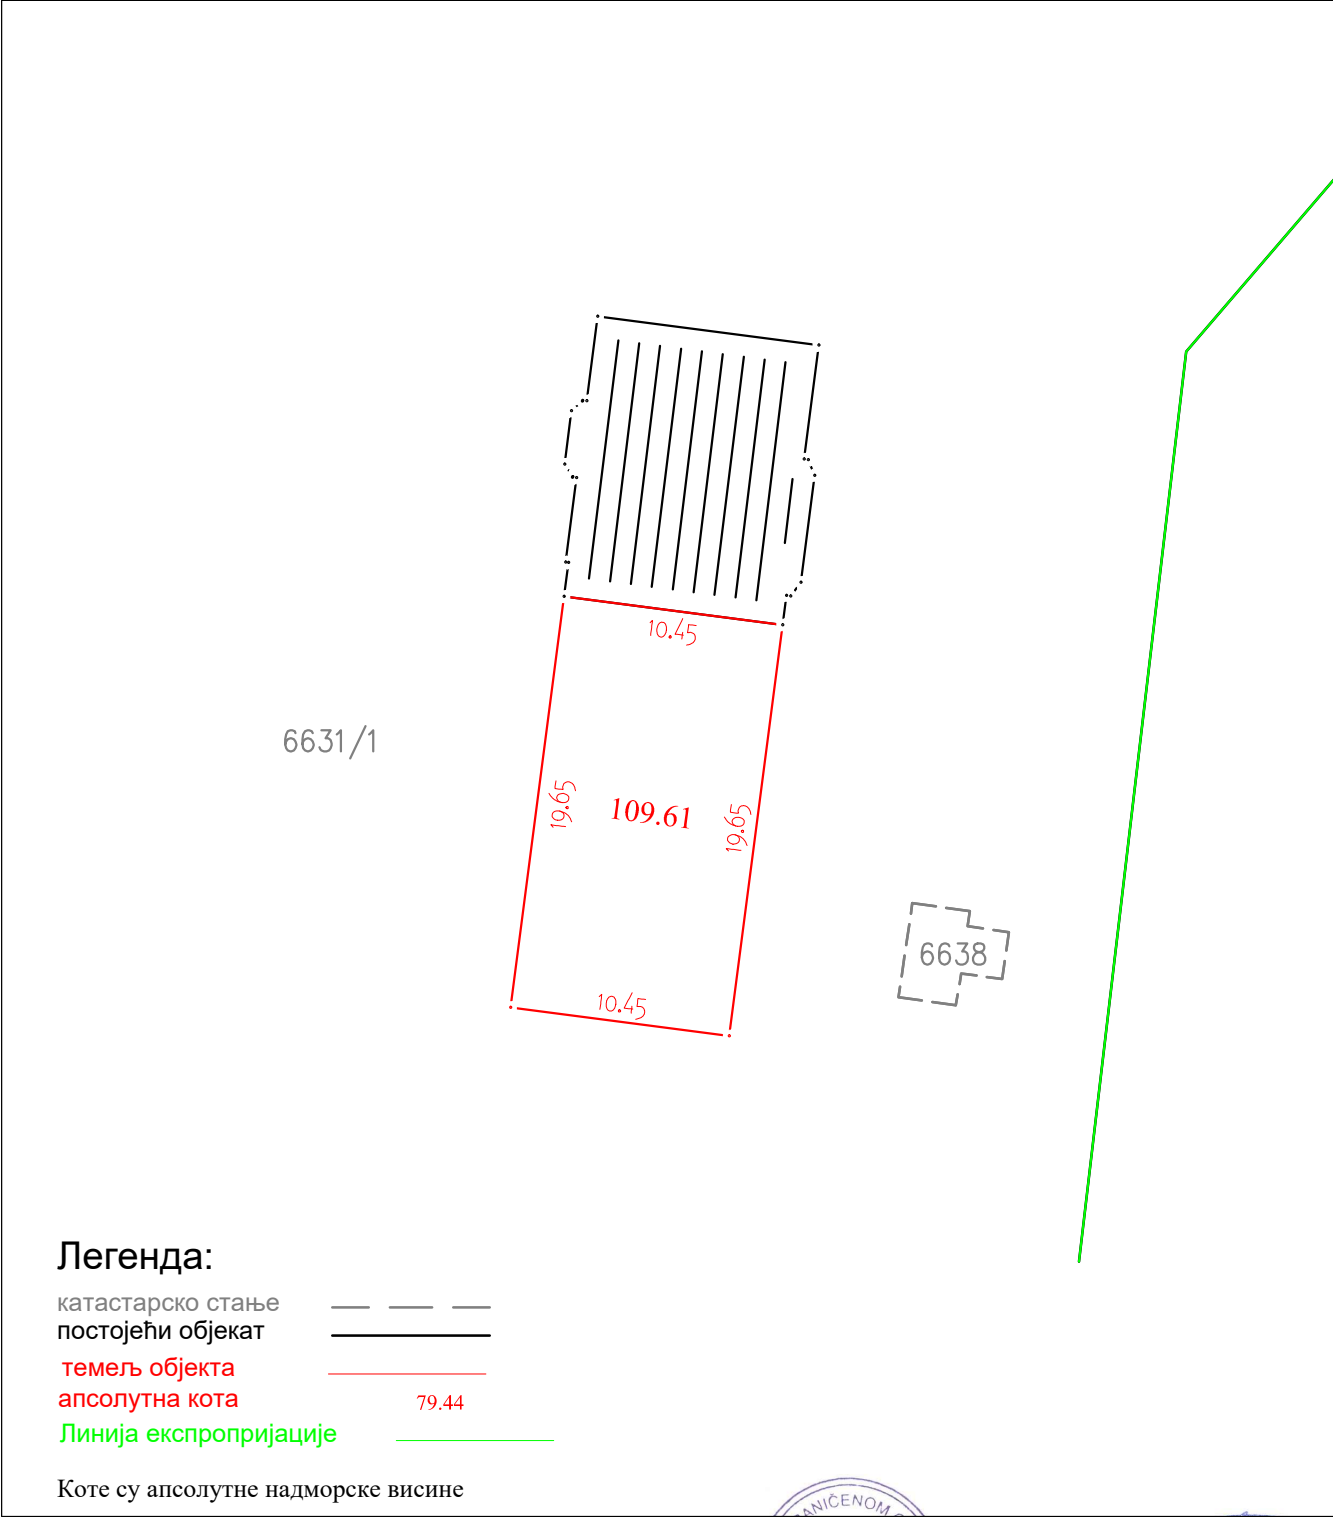 10.45
6631/1
19.65
109.61
19.65
6638
10.45
Легенда:
катастарско стање
постојећи објекат
темељ објекта
апсолутна кота 79.44
Линија експропријације
Коте су апсолутне надморске висине